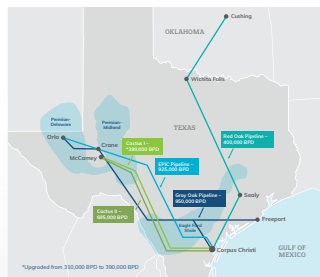 Cushing
OKLAHOMA
Wichita Falls
Permian-
Delaware
Permian-
Midland
TEXAS
Orla
Crane
McCamey
Cactus I –
*390,000 BPD
Red Oak Pipeline –
400,000 BPD
EPIC Pipeline –
925,000 BPD
Gray Oak Pipeline –
950,000 BPD
Cactus II –
685,000 BPD
Sealy
Freeport
Eagle Ford
Shale
Corpus Christi
GULF OF
MEXICO
*Upgraded from 310,000 BPD to 390,000 BPD